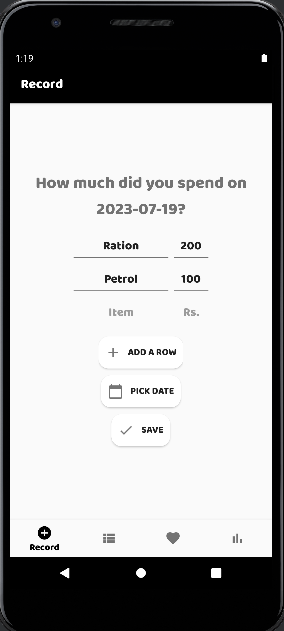 1:19
Record
How much did you spend on
2023-07-19?
Ration 200
Petrol 100
Item Rs.
ADD A ROW
PICK DATE
SAVE
Record